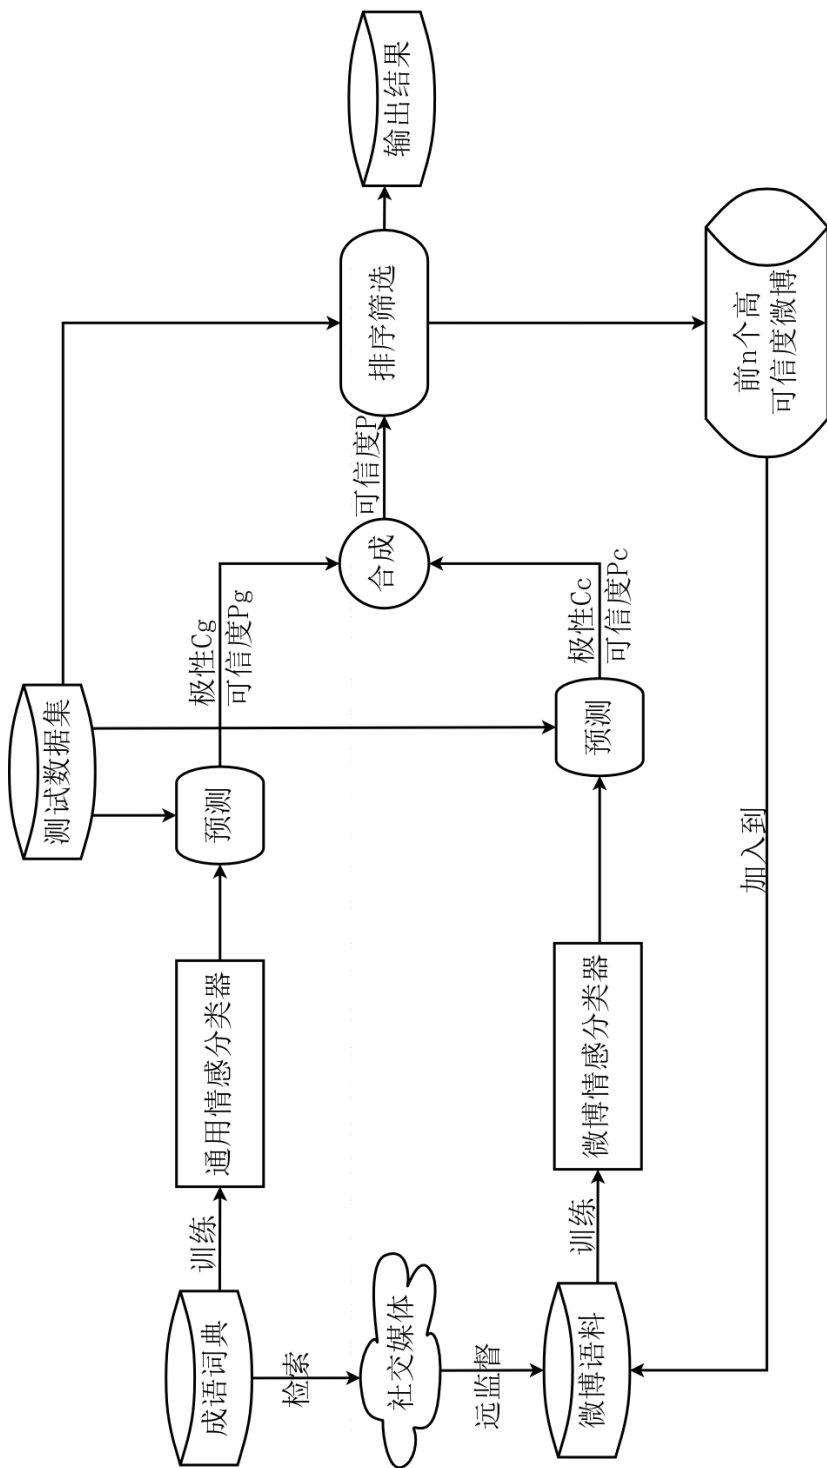 测试数据集
成语词典
训练
通用情感分类器
预测
极性Cg
可信度Pg
检索
社交媒体
合成
可信度P
排序筛选
输出结果
远监督
微博语料
训练
微博情感分类器
预测
极性Cc
可信度Pc
加入到
前n个高
可信度微博